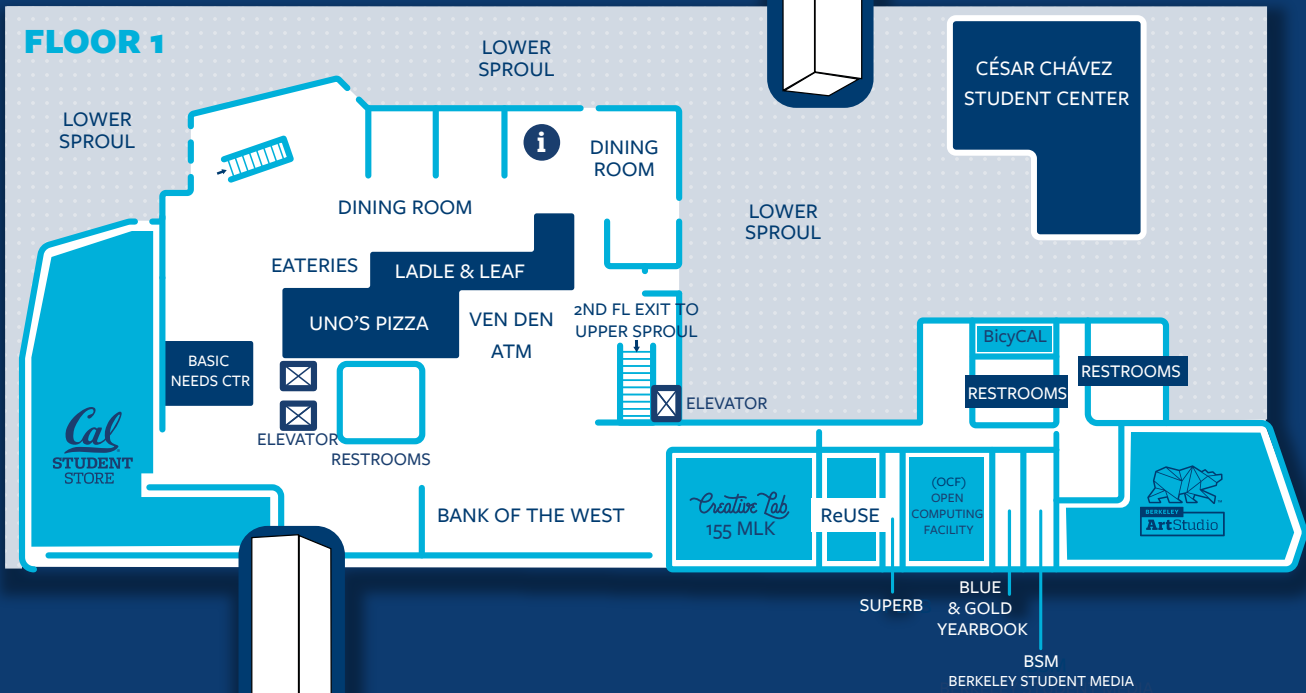 FLOOR 1
LOWER
SPROUL
LOWER
SPROUL
CÉSAR CHÁVEZ
STUDENT CENTER
i
DINING
ROOM
DINING ROOM
LOWER
SPROUL
EATERIES
LADLE & LEAF
UNO'S PIZZA
VEN DEN
ATM
2ND FL EXIT TO
UPPER SPROUL
BASIC
NEEDS CTR
BicyCAL
RESTROOMS
RESTROOMS
ELEVATOR
ELEVATOR
RESTROOMS
Cal
STUDENT
STORE
BANK OF THE WEST
Creative Lab
155 MLK
ReUSE
(OCF)
OPEN
COMPUTING
FACILITY
BERKELEY
ArtStudio
SUPERB
BLUE
& GOLD
YEARBOOK
BSM
BERKELEY STUDENT MEDIA